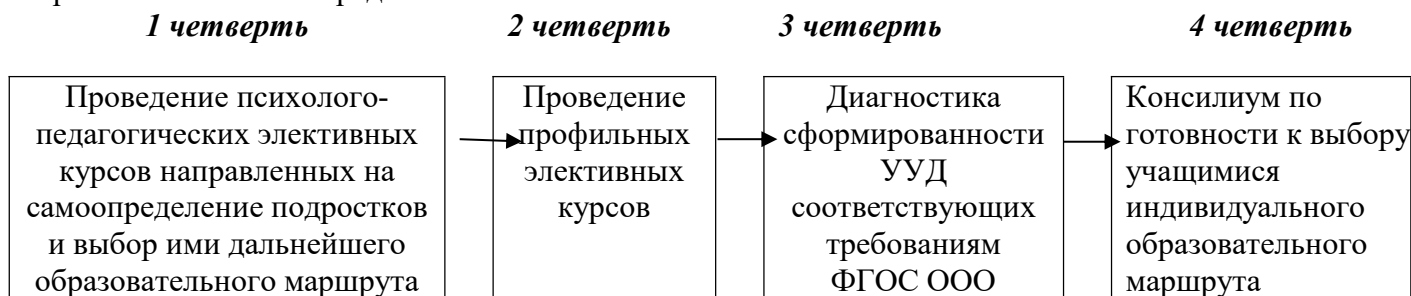 1 четверть
2 четверть
3 четверть
4 четверть
Проведение психолого-
педагогических элективных
курсов направленных на
самоопределение подростков
и выбор ими дальнейшего
образовательного маршрута
Проведение
профильных
элективных
курсов
Диагностика
сформированности
УУД
соответствующих
требованиям
ФГОС ООО
Консилиум по
готовности к выбору
учащимися
индивидуального
образовательного
маршрута